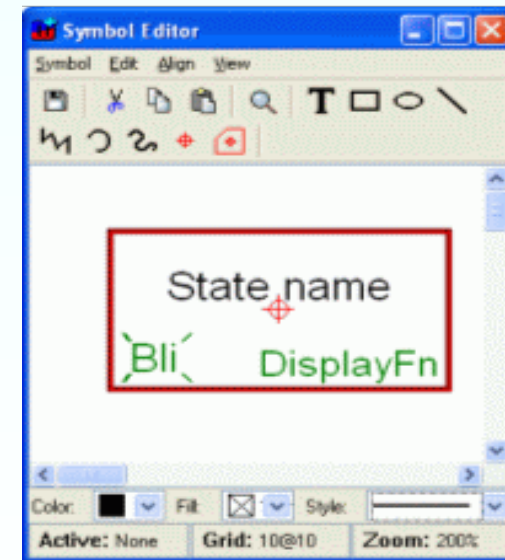 Symbol Editor
Symbol Edit Align View
T
State name
Bli DisplayFn
Color: Fill: Style:
Active: None Grid: 10@10 Zoom: 200%